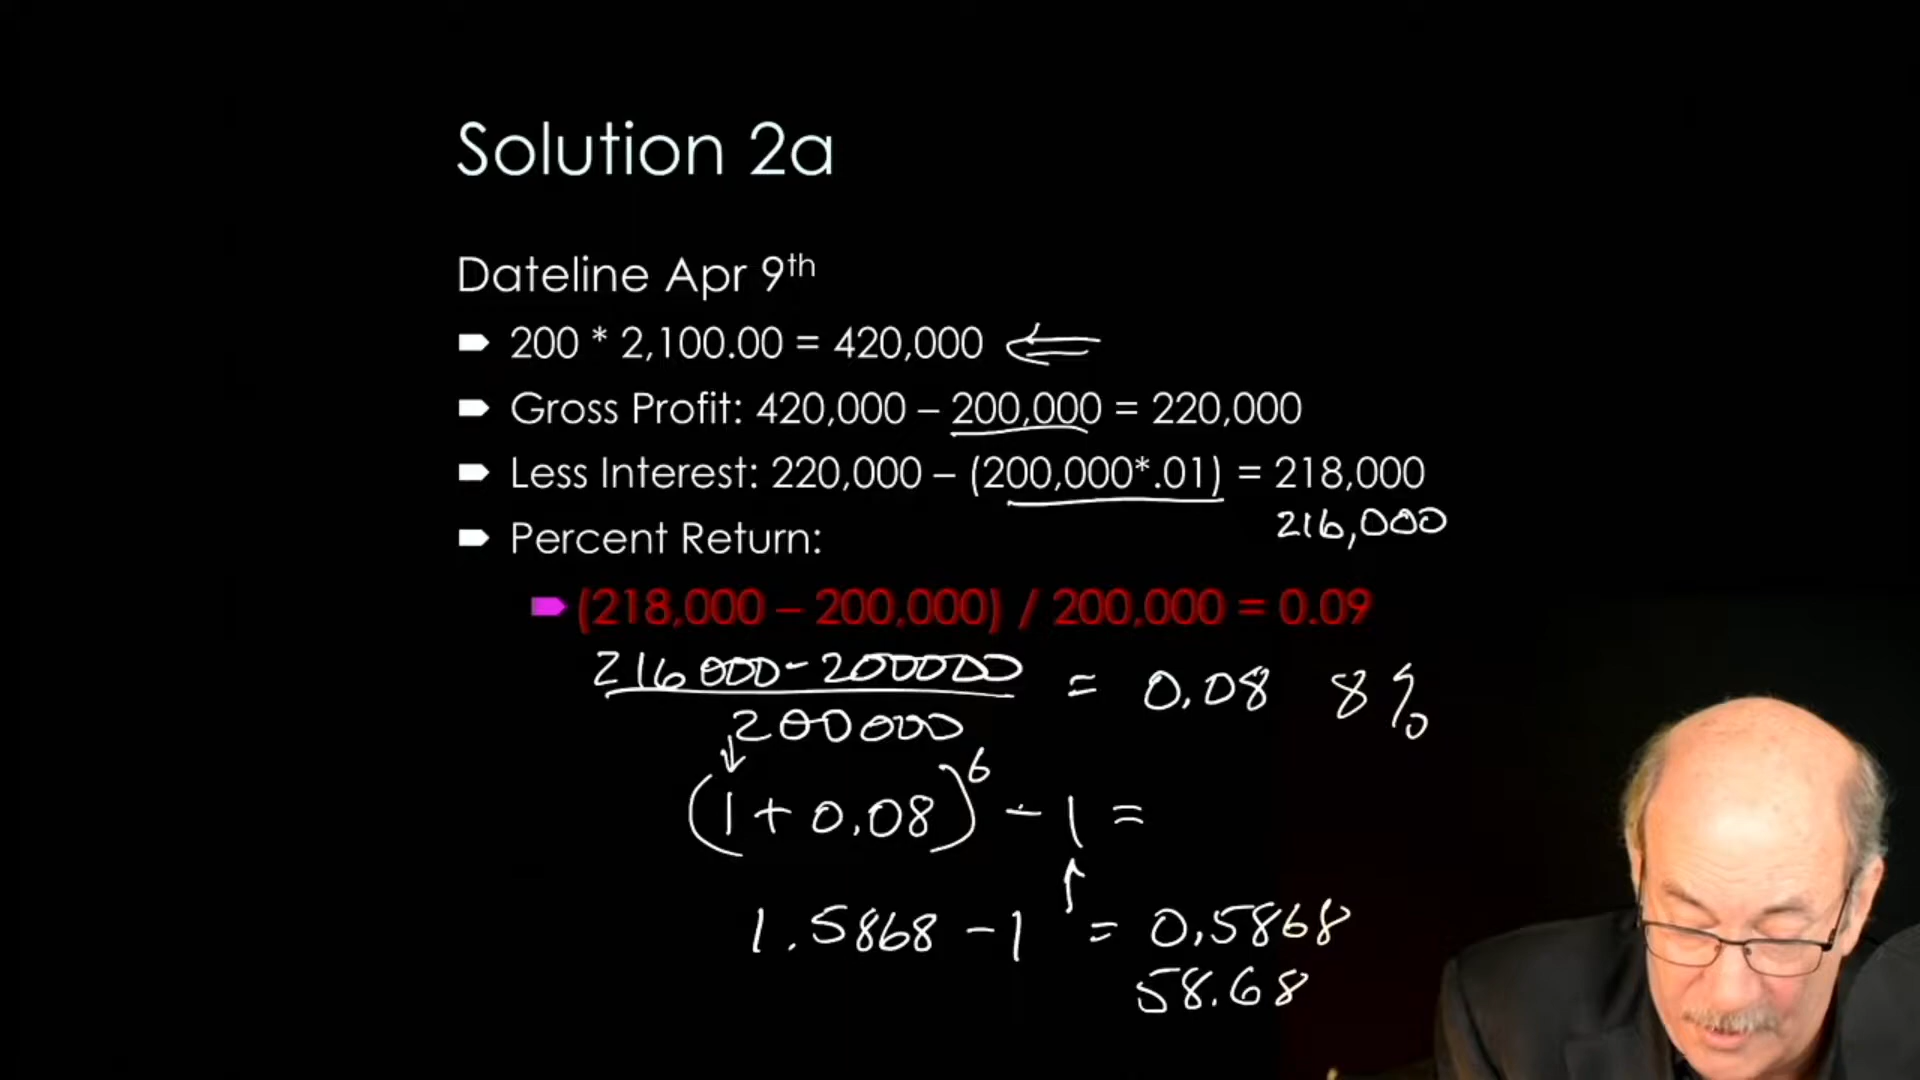 Solution 2a
Dateline Apr 9th
200 * 2,100.00 = 420,000
Gross Profit: 420,000 – 200,000 = 220,000
Less Interest: 220,000 – (200,000*.01) = 218,000
216,000
Percent Return:
(218,000 – 200,000) / 200,000 = 0.09
216000-200000
= 0.08 8%
200000
(1+0.08)^6 - 1 =
1.5868 - 1 = 0.5868
58.68